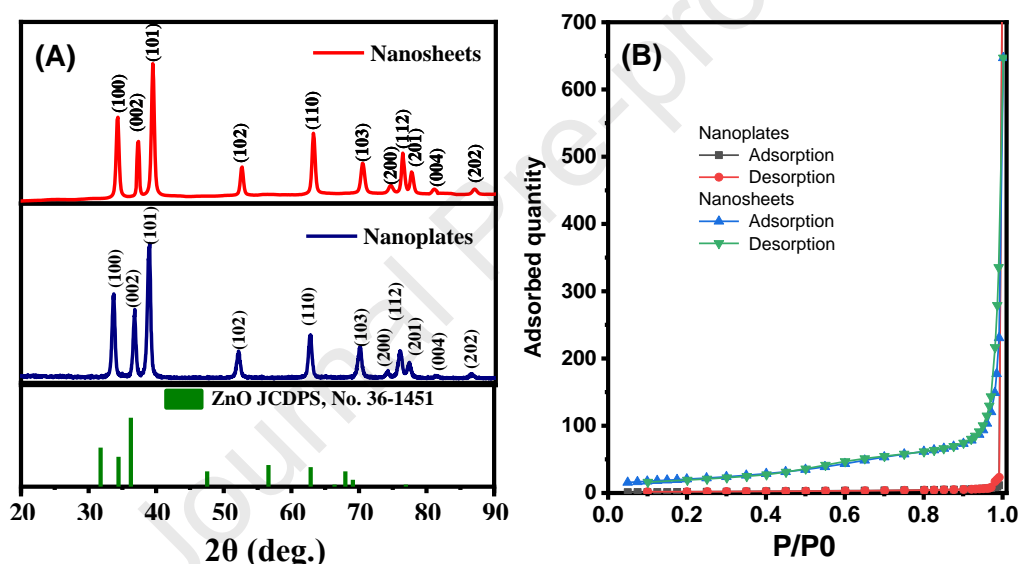 (A)
Nanosheets
(100)
(002)
(101)
(102)
(110)
(103)
(200)
(112)
(201)
(004)
(202)
Nanoplates
(100)
(002)
(101)
(102)
(110)
(103)
(200)
(112)
(201)
(004)
(202)
ZnO JCDPS, No. 36-1451
20 30 40 50 60 70 80 90
2θ (deg.)
(B)
Adsorbed quantity
700
600
500
400
300
200
100
0
Nanoplates
Adsorption
Desorption
Nanosheets
Adsorption
Desorption
0.0 0.2 0.4 0.6 0.8 1.0
P/P0
Journal Pre-pro